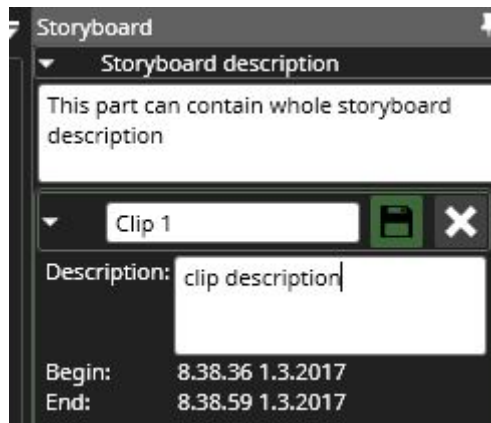 Storyboard
Storyboard description
This part can contain whole storyboard
description
Clip 1
Description: clip description
Begin: 8.38.36 1.3.2017
End: 8.38.59 1.3.2017